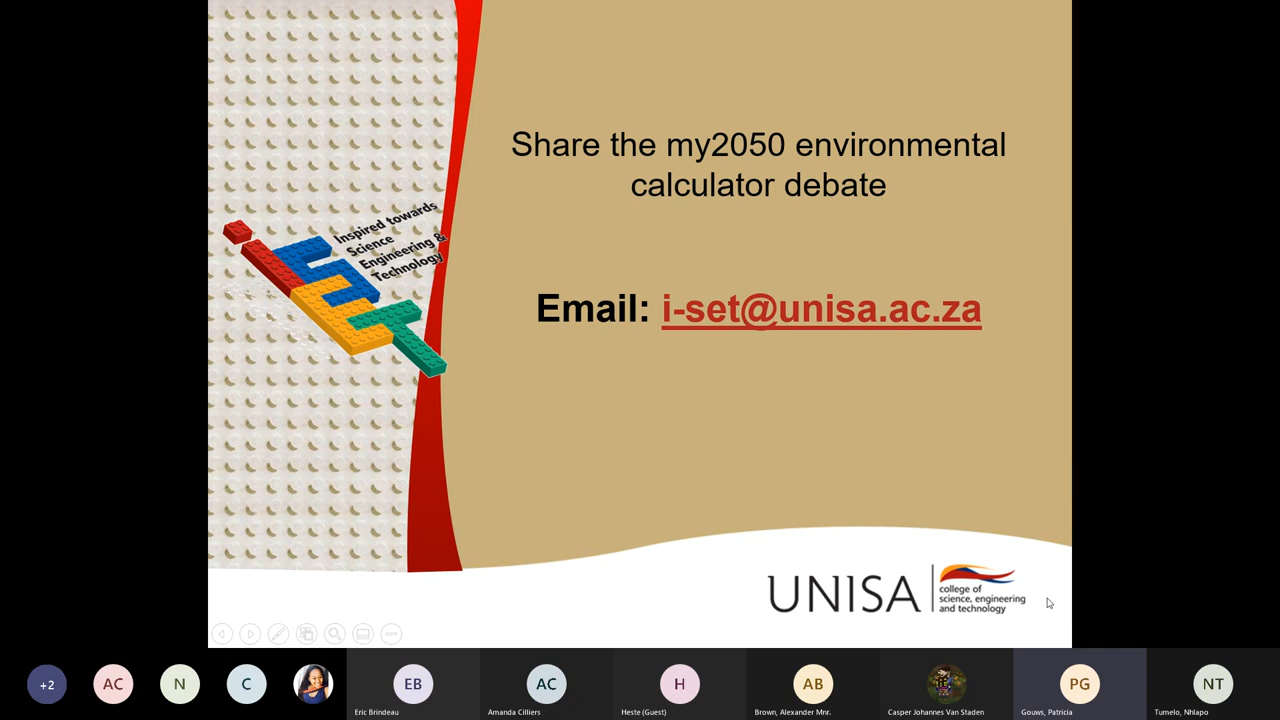 Share the my2050 environmental
calculator debate
Inspired towards
Science
Engineering &
Technology
Email: i-set@unisa.ac.za
UNISA
college of
science, engineering
and technology
+2
AC
N
C
EB
AC
H
AB
PG
NT
Eric Brindeau
Amanda Cilliers
Heste (Guest)
Brown, Alexander Mnr.
Casper Johannes Van Staden
Gouws, Patricia
Tumelo, Nhlapo